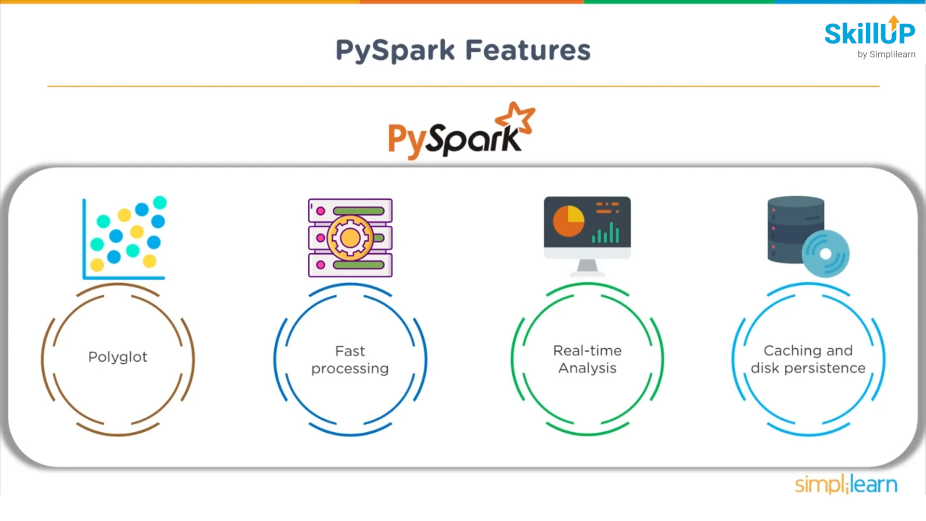 SkillUP
by Simplilearn
PySpark Features
PySpark
Polyglot
Fast
processing
Real-time
Analysis
Caching and
disk persistence
simplilearn